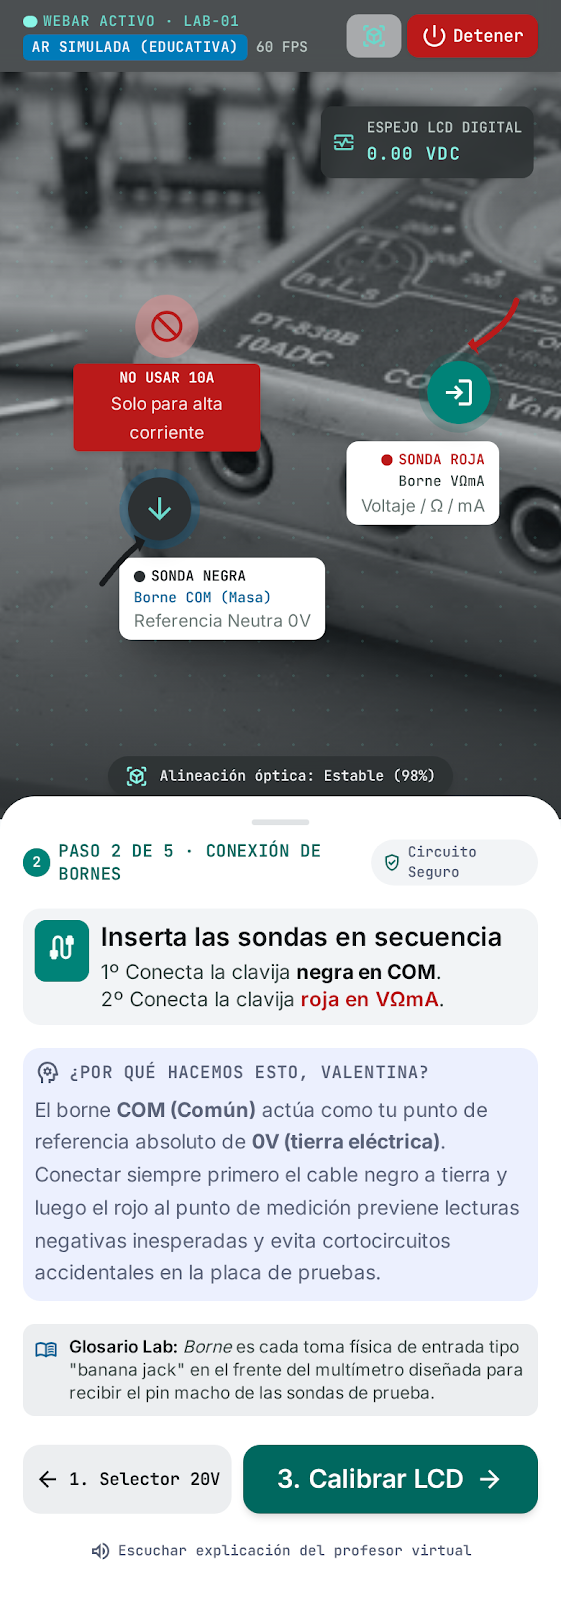 WEBAR ACTIVO · LAB-01
AR SIMULADA (EDUCATIVA) 60 FPS
Detener
ESPEJO LCD DIGITAL
0.00 VDC
DT-830B
10ADC
NO USAR 10A
Solo para alta
corriente
SONDA ROJA
Borne VΩmA
Voltaje / Ω / mA
SONDA NEGRA
Borne COM (Masa)
Referencia Neutra 0V
Alineación óptica: Estable (98%)
2
PASO 2 DE 5 · CONEXIÓN DE
BORNES
Circuito
Seguro
Inserta las sondas en secuencia
1º Conecta la clavija negra en COM.
2º Conecta la clavija roja en VΩmA.
¿POR QUÉ HACEMOS ESTO, VALENTINA?
El borne COM (Común) actúa como tu punto de
referencia absoluto de 0V (tierra eléctrica).
Conectar siempre primero el cable negro a tierra y
luego el rojo al punto de medición previene lecturas
negativas inesperadas y evita cortocircuitos
accidentales en la placa de pruebas.
Glosario Lab: Borne es cada toma física de entrada tipo
"banana jack" en el frente del multímetro diseñada para
recibir el pin macho de las sondas de prueba.
1. Selector 20V
3. Calibrar LCD
Escuchar explicación del profesor virtual